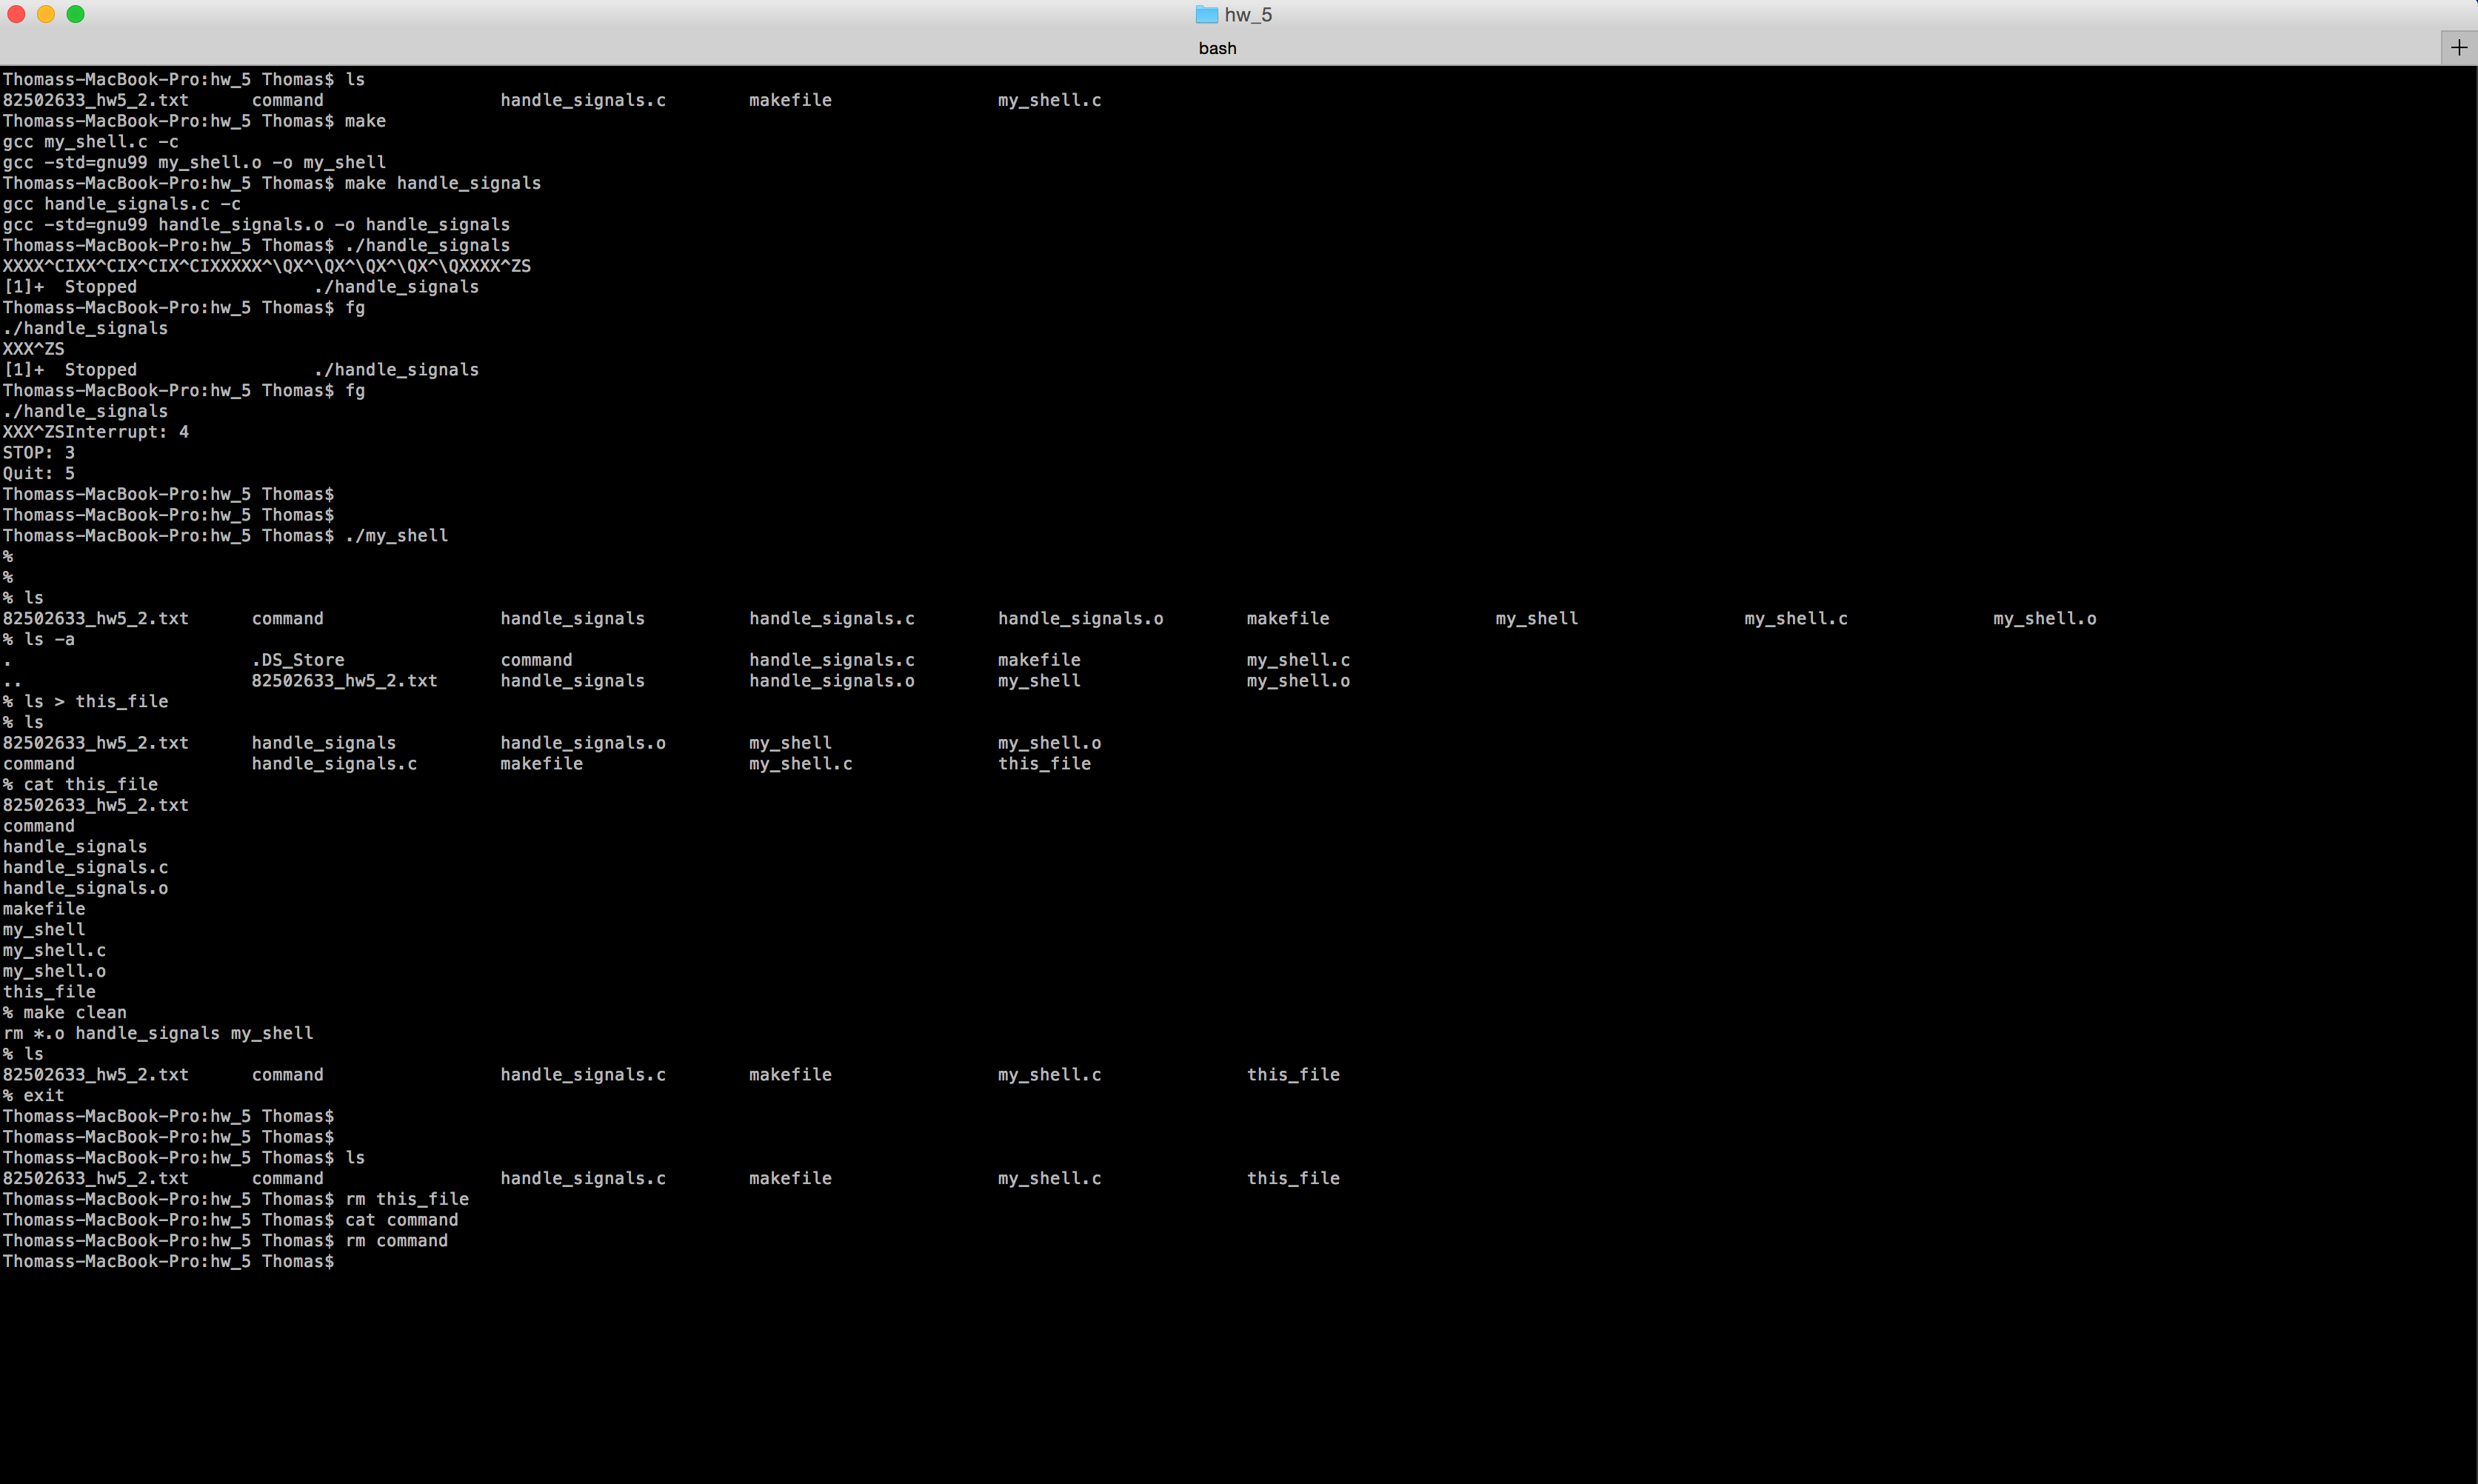 hw_5
bash
+
Thomass-MacBook-Pro:hw_5 Thomas$ ls
82502633_hw5_2.txt      command                 handle_signals.c        makefile                my_shell.c
Thomass-MacBook-Pro:hw_5 Thomas$ make
gcc my_shell.c -c
gcc -std=gnu99 my_shell.o -o my_shell
Thomass-MacBook-Pro:hw_5 Thomas$ make handle_signals
gcc handle_signals.c -c
gcc -std=gnu99 handle_signals.o -o handle_signals
Thomass-MacBook-Pro:hw_5 Thomas$ ./handle_signals
XXXX^CIXX^CIX^CIX^CIXXXXX^\QX^\QX^\QX^\QX^\QXXXX^ZS
[1]+  Stopped                 ./handle_signals
Thomass-MacBook-Pro:hw_5 Thomas$ fg
./handle_signals
XXX^ZS
[1]+  Stopped                 ./handle_signals
Thomass-MacBook-Pro:hw_5 Thomas$ fg
./handle_signals
XXX^ZSInterrupt: 4
STOP: 3
Quit: 5
Thomass-MacBook-Pro:hw_5 Thomas$
Thomass-MacBook-Pro:hw_5 Thomas$
Thomass-MacBook-Pro:hw_5 Thomas$ ./my_shell
%
%
% ls
82502633_hw5_2.txt      command                 handle_signals          handle_signals.c        handle_signals.o        makefile                my_shell                my_shell.c              my_shell.o
% ls -a
.                       .DS_Store               command                 handle_signals.c        makefile                my_shell.c
..                      82502633_hw5_2.txt      handle_signals          handle_signals.o        my_shell                my_shell.o
% ls > this_file
% ls
82502633_hw5_2.txt      handle_signals          handle_signals.o        my_shell                my_shell.o
command                 handle_signals.c        makefile                my_shell.c              this_file
% cat this_file
82502633_hw5_2.txt
command
handle_signals
handle_signals.c
handle_signals.o
makefile
my_shell
my_shell.c
my_shell.o
this_file
% make clean
rm *.o handle_signals my_shell
% ls
82502633_hw5_2.txt      command                 handle_signals.c        makefile                my_shell.c              this_file
% exit
Thomass-MacBook-Pro:hw_5 Thomas$
Thomass-MacBook-Pro:hw_5 Thomas$
Thomass-MacBook-Pro:hw_5 Thomas$ ls
82502633_hw5_2.txt      command                 handle_signals.c        makefile                my_shell.c              this_file
Thomass-MacBook-Pro:hw_5 Thomas$ rm this_file
Thomass-MacBook-Pro:hw_5 Thomas$ cat command
Thomass-MacBook-Pro:hw_5 Thomas$ rm command
Thomass-MacBook-Pro:hw_5 Thomas$